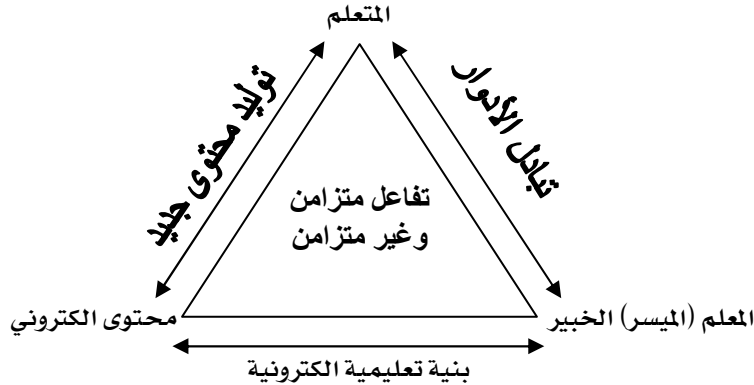 المتعلم
تبادل الأدوار
توليد محتوى جديد
تفاعل متزامن
وغير متزامن
المعلم (الميسر) الخبير
محتوى الكتروني
بنية تعليمية الكترونية